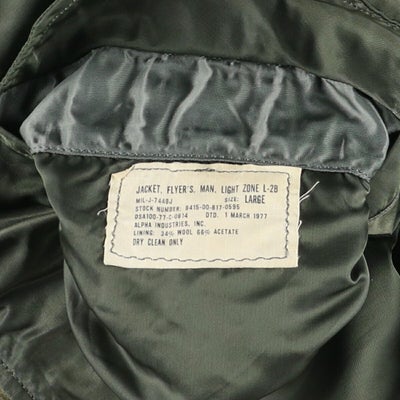 JACKET, FLYER'S, MAN, LIGHT ZONE L-2B
MIL-J-7448J SIZE: LARGE
STOCK NUMBER: 8415-00-817-0595
DSA100-77-C-0814 DTD. 1 MARCH 1977
ALPHA INDUSTRIES, INC
LINING: 34% WOOL 66% ACETATE
DRY CLEAN ONLY